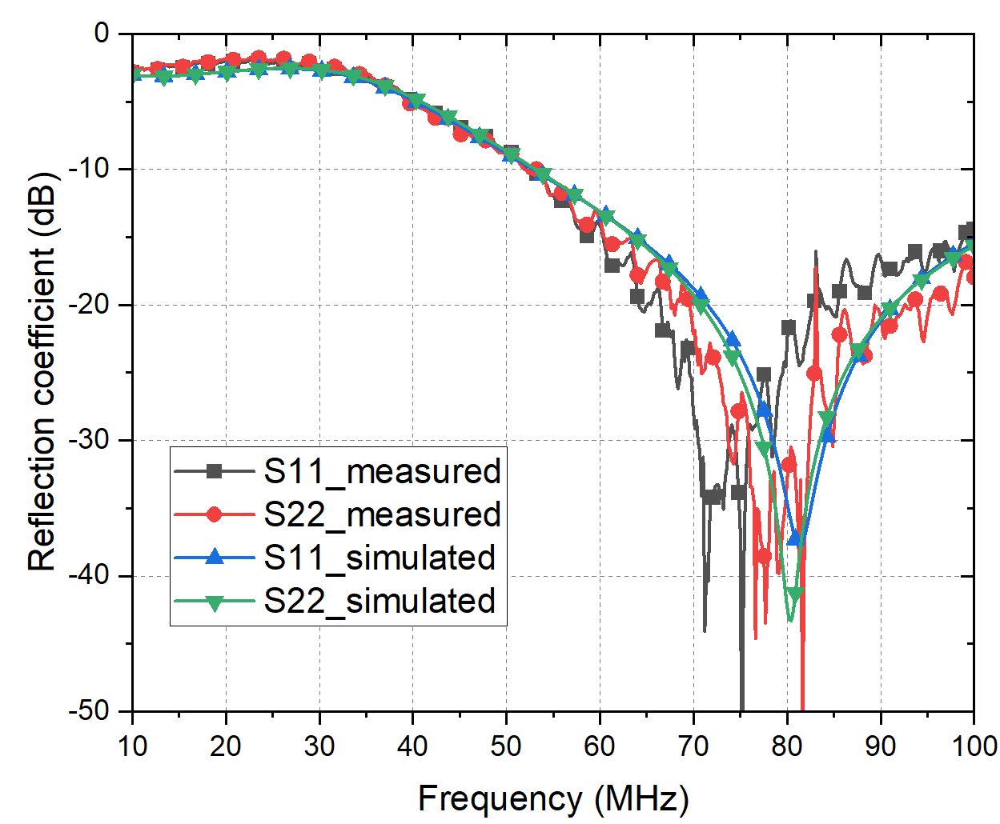 0
-10
-20
-30
-40
-50
Reflection coefficient (dB)
S11_measured
S22_measured
S11_simulated
S22_simulated
10 20 30 40 50 60 70 80 90 100
Frequency (MHz)